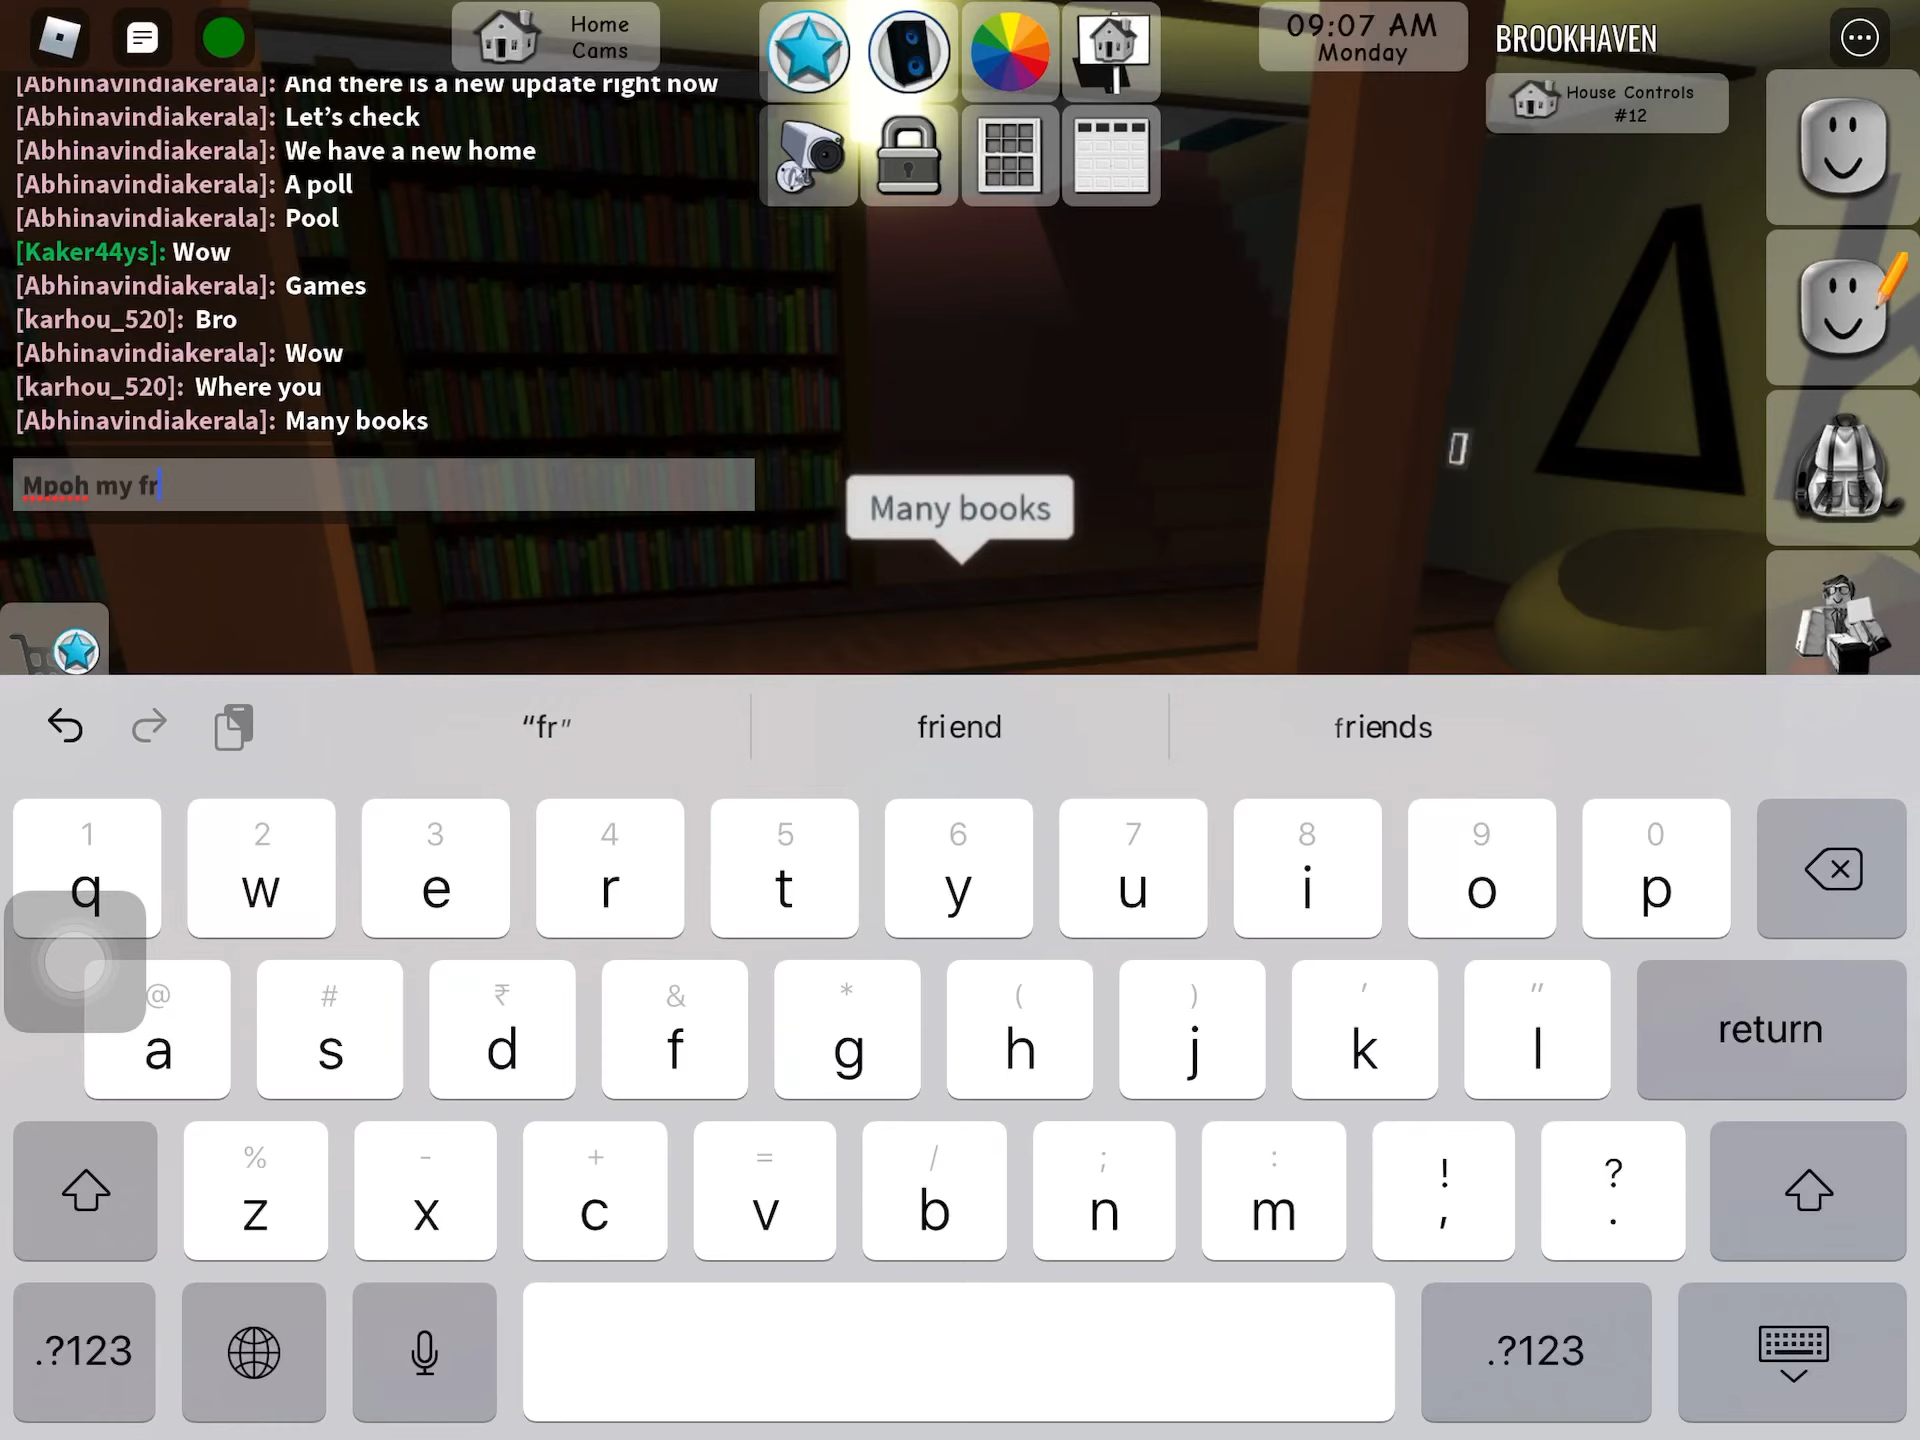 Home
Cams
09:07 AM
Monday
BROOKHAVEN
House Controls
#12
[Abhinavindiakerala]: And there is a new update right now
[Abhinavindiakerala]: Let’s check
[Abhinavindiakerala]: We have a new home
[Abhinavindiakerala]: A poll
[Abhinavindiakerala]: Pool
[Kaker44ys]: Wow
[Abhinavindiakerala]: Games
[karhou_520]: Bro
[Abhinavindiakerala]: Wow
[karhou_520]: Where you
[Abhinavindiakerala]: Many books
Mpoh my fr
Many books
“fr” friend friends
1 2 3 4 5 6 7 8 9 0
q w e r t y u i o p
@ # ₹ & * ( ) ' "
a s d f g h j k l return
% - + = / ; : ! ?
z x c v b n m , .
.?123 .?123